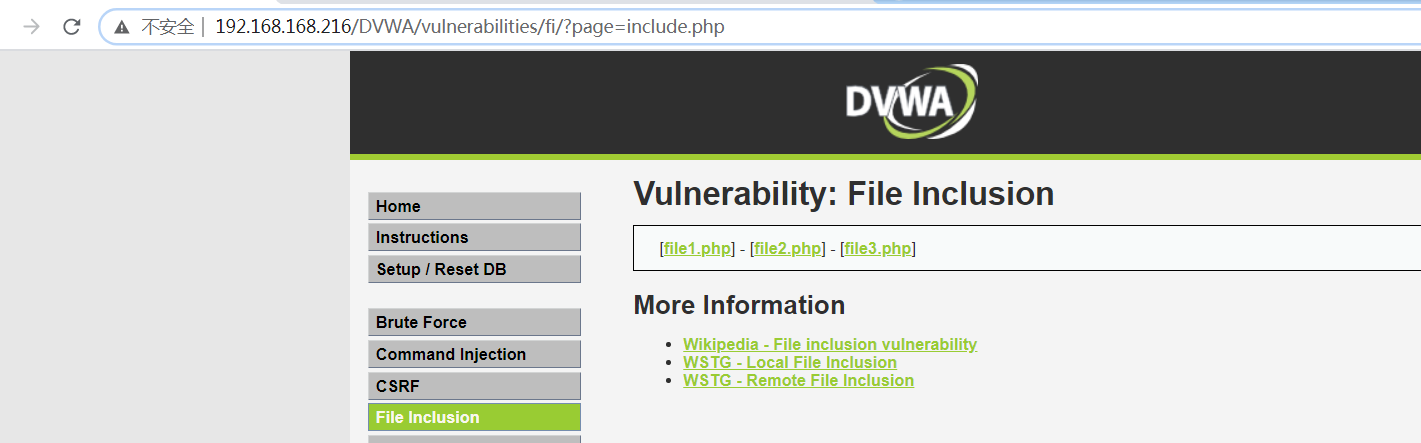 不安全 | 192.168.168.216/DVWA/vulnerabilities/fi/?page=include.php
DVWA
Home
Instructions
Setup / Reset DB
Brute Force
Command Injection
CSRF
File Inclusion
Vulnerability: File Inclusion
[file1.php] - [file2.php] - [file3.php]
More Information
Wikipedia - File inclusion vulnerability
WSTG - Local File Inclusion
WSTG - Remote File Inclusion